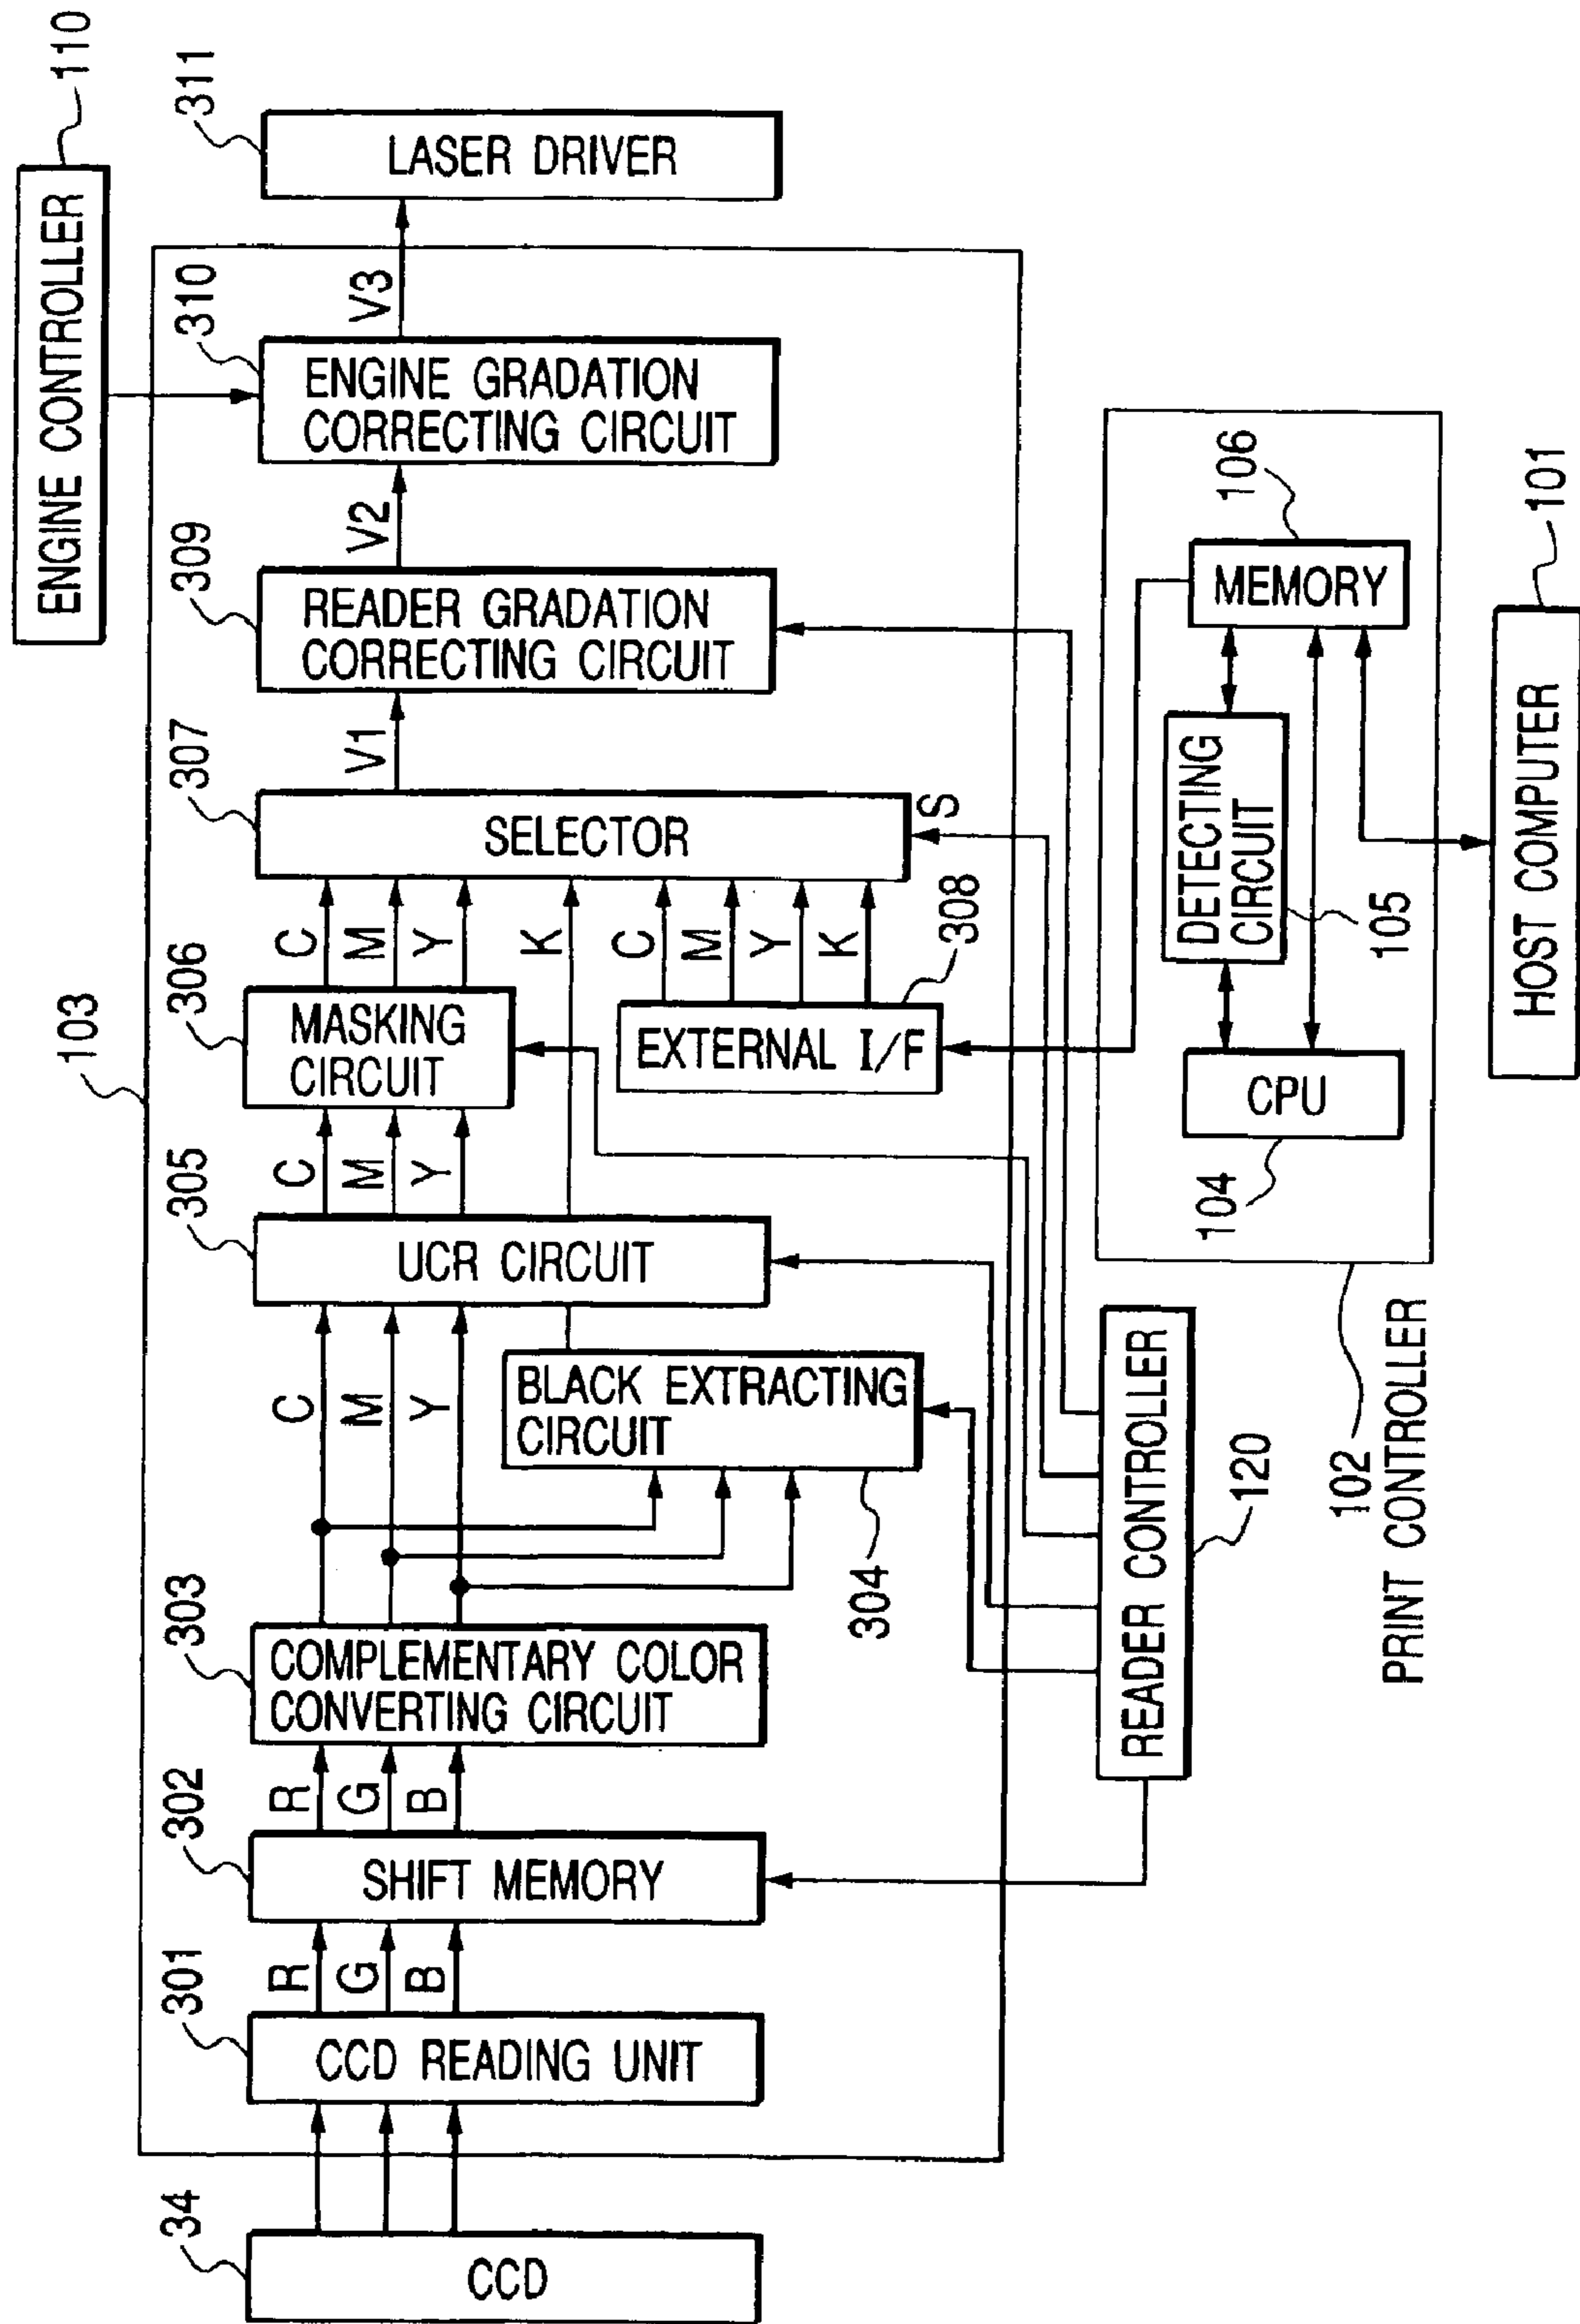 ENGINE CONTROLLER
110
103
34
301
302
303
305
306
307
309
310
311
CCD
CCD READING UNIT
R
G
B
SHIFT MEMORY
R
G
B
COMPLEMENTARY COLOR
CONVERTING CIRCUIT
C
M
Y
BLACK EXTRACTING
CIRCUIT
304
UCR CIRCUIT
C
M
Y
K
MASKING
CIRCUIT
C
M
Y
EXTERNAL I/F
308
C
M
Y
K
SELECTOR
S
V1
READER GRADATION
CORRECTING CIRCUIT
V2
ENGINE GRADATION
CORRECTING CIRCUIT
V3
LASER DRIVER
READER CONTROLLER
120
102
PRINT CONTROLLER
CPU
104
DETECTING
CIRCUIT
105
MEMORY
106
HOST COMPUTER
101